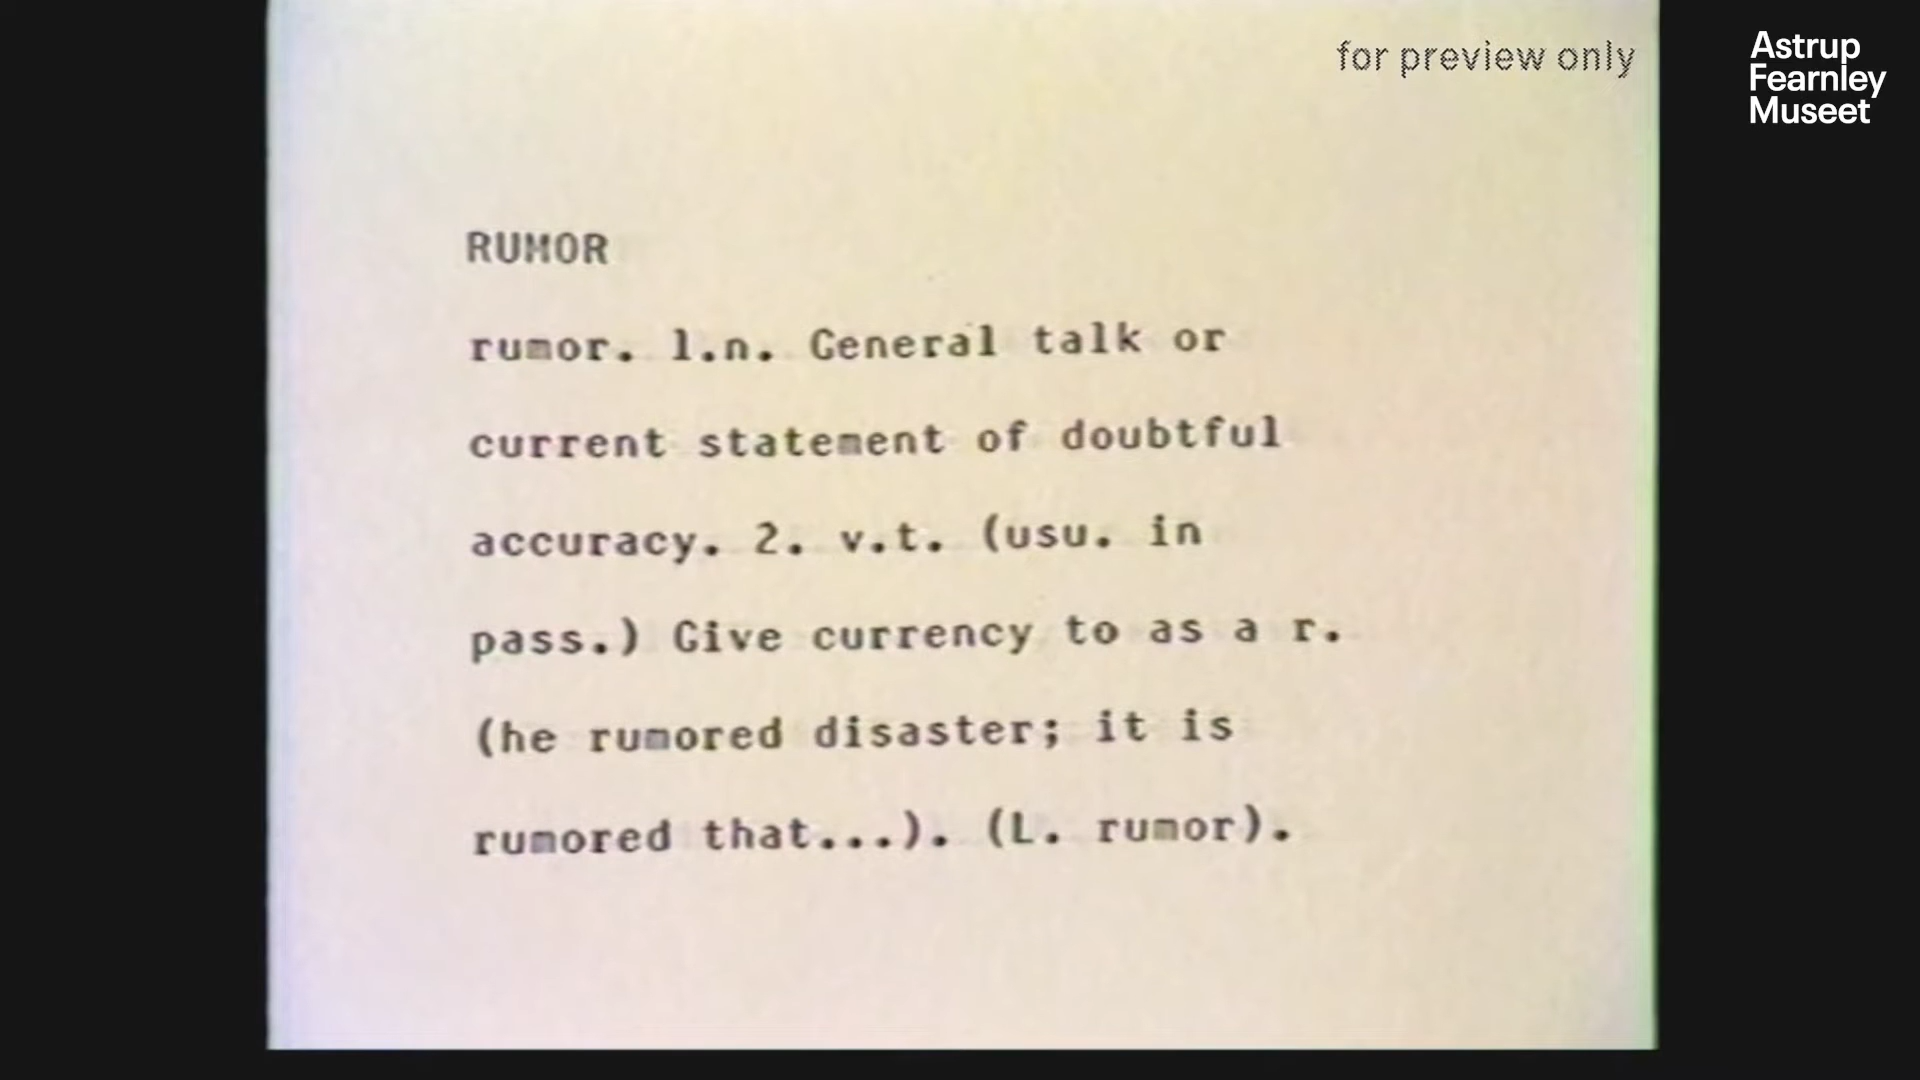 for preview only
Astrup
Fearnley
Museet
RUMOR
rumor. 1.n. General talk or
current statement of doubtful
accuracy. 2. v.t. (usu. in
pass.) Give currency to as a r.
(he rumored disaster; it is
rumored that...). (L. rumor).